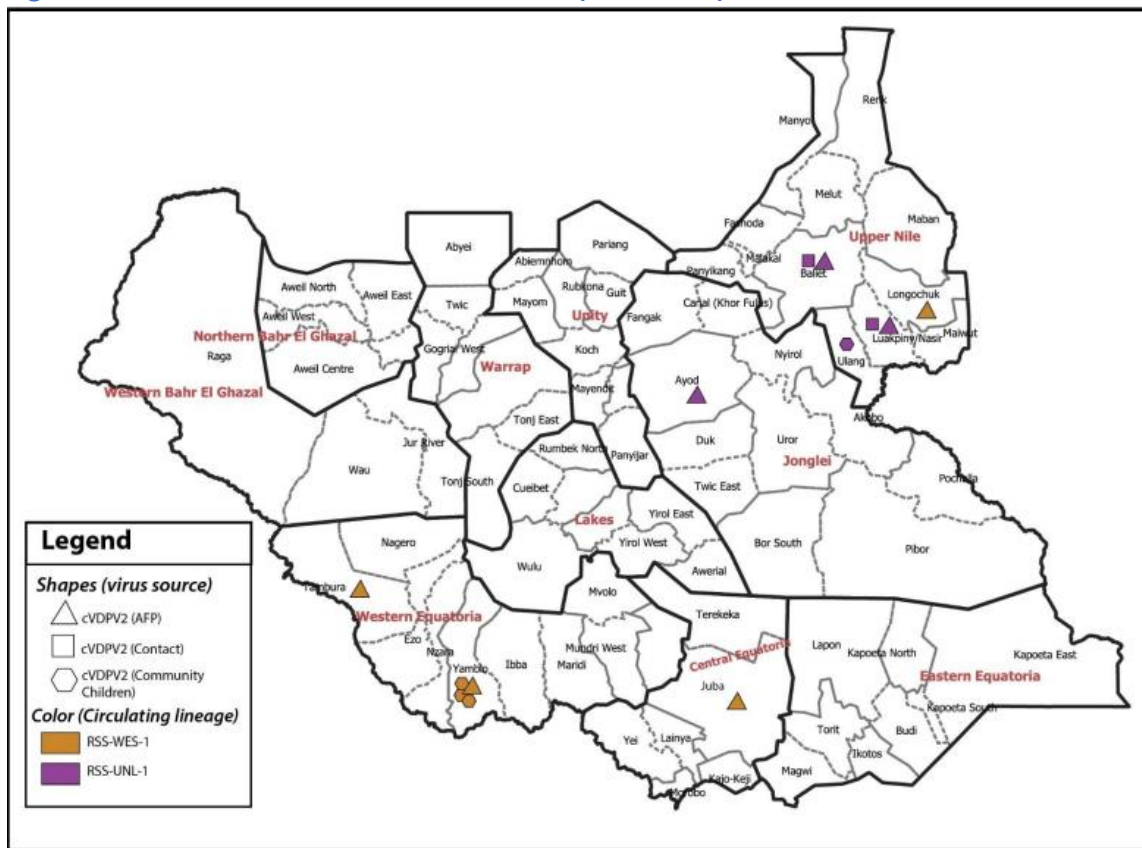 Renk
Manyo
Melut
Maban
Fashoda
Upper Nile
Malakal
Baliet
Abyei
Pariang
Abiemnhom
Panyikang
Rubkona
Guit
Longochuk
Aweil North
Aweil East
Twic
Mayom
Canal (Khor Fulus)
Fangak
Unity
Aweil West
Northern Bahr El Ghazal
Luakpiny/Nasir
Maiwut
Raga
Gogrial West
Koch
Nyirol
Ulang
Aweil Centre
Warrap
Ayod
Western Bahr El Ghazal
Mayendit
Tonj East
Akobo
Jur River
Rumbek North
Panyijar
Duk
Uror
Jonglei
Wau
Tonj South
Cueibet
Twic East
Pochalla
Lakes
Yirol East
Yirol West
Bor South
Pibor
Nagero
Wulu
Awerial
Tambura
Mvolo
Western Equatoria
Terekeka
Ezo
Nzara
Yambio
Ibba
Maridi
Mundri West
Central Equatoria
Lapon
Kapoeta North
Kapoeta East
Eastern Equatoria
Juba
Kapoeta South
Yei
Lainya
Torit
Budi
Ikotos
Magwi
Kajo-Keji
Morobo
Legend
Shapes (virus source)
cVDPV2 (AFP)
cVDPV2 (Contact)
cVDPV2 (Community
Children)
Color (Circulating lineage)
RSS-WES-1
RSS-UNL-1